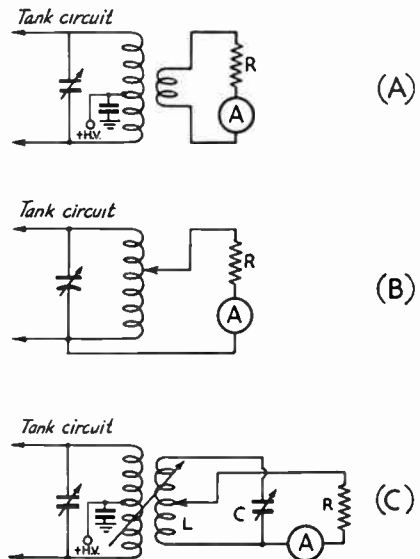 Tank circuit
R
A
+H.V.
(A)
Tank circuit
R
A
(B)
Tank circuit
+H.V.
L
C
R
A
(C)